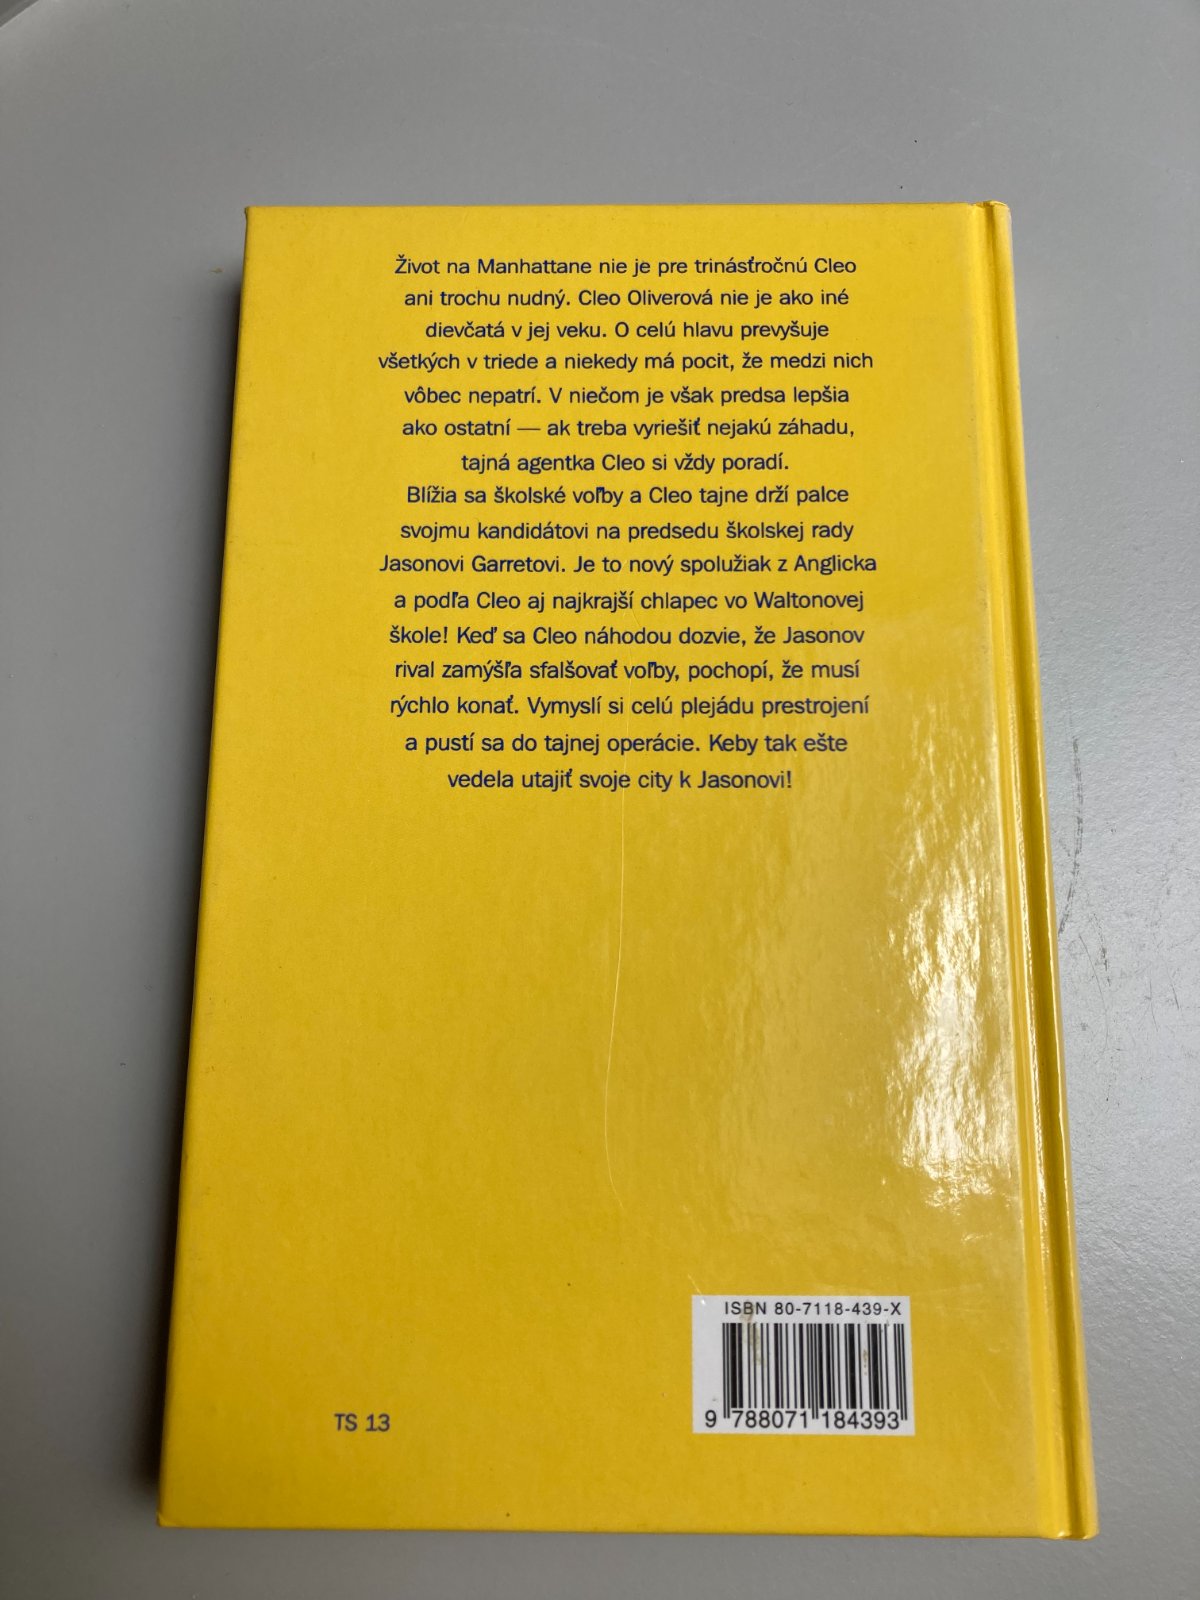 Život na Manhattane nie je pre trinásťročnú Cleo
ani trochu nudný. Cleo Oliverová nie je ako iné
dievčatá v jej veku. O celú hlavu prevyšuje
všetkých v triede a niekedy má pocit, že medzi nich
vôbec nepatrí. V niečom je však predsa lepšia
ako ostatní — ak treba vyriešiť nejakú záhadu,
tajná agentka Cleo si vždy poradí.
Blížia sa školské voľby a Cleo tajne drží palce
svojmu kandidátovi na predsedu školskej rady
Jasonovi Garretovi. Je to nový spolužiak z Anglicka
a podľa Cleo aj najkrajší chlapec vo Waltonovej
škole! Keď sa Cleo náhodou dozvie, že Jasonov
rival zamýšľa sfalšovať voľby, pochopí, že musí
rýchlo konať. Vymyslí si celú plejádu prestrojení
a pustí sa do tajnej operácie. Keby tak ešte
vedela utajiť svoje city k Jasonovi!
ISBN 80-7118-439-X
9 788071 184393
TS 13